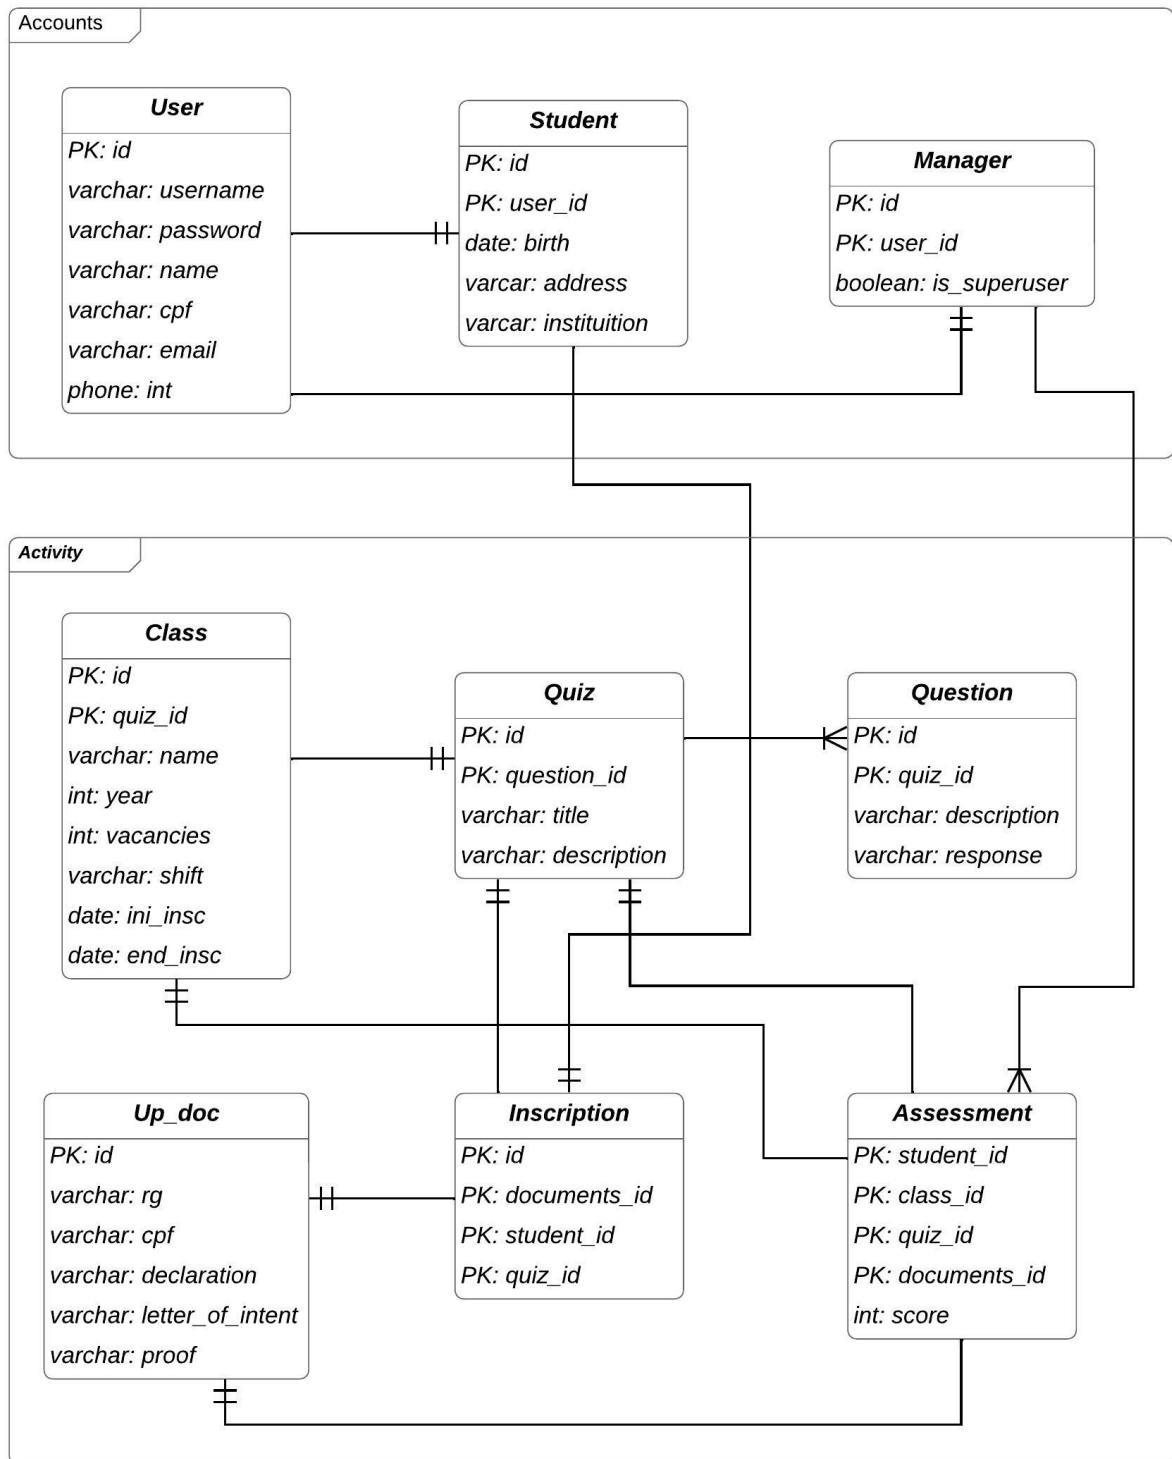 Accounts
User
PK: id
varchar: username
varchar: password
varchar: name
varchar: cpf
varchar: email
phone: int
Student
PK: id
PK: user_id
date: birth
varcar: address
varcar: instituition
Manager
PK: id
PK: user_id
boolean: is_superuser
Activity
Class
PK: id
PK: quiz_id
varchar: name
int: year
int: vacancies
varchar: shift
date: ini_insc
date: end_insc
Quiz
PK: id
PK: question_id
varchar: title
varchar: description
Question
PK: id
PK: quiz_id
varchar: description
varchar: response
Up_doc
PK: id
varchar: rg
varchar: cpf
varchar: declaration
varchar: letter_of_intent
varchar: proof
Inscription
PK: id
PK: documents_id
PK: student_id
PK: quiz_id
Assessment
PK: student_id
PK: class_id
PK: quiz_id
PK: documents_id
int: score